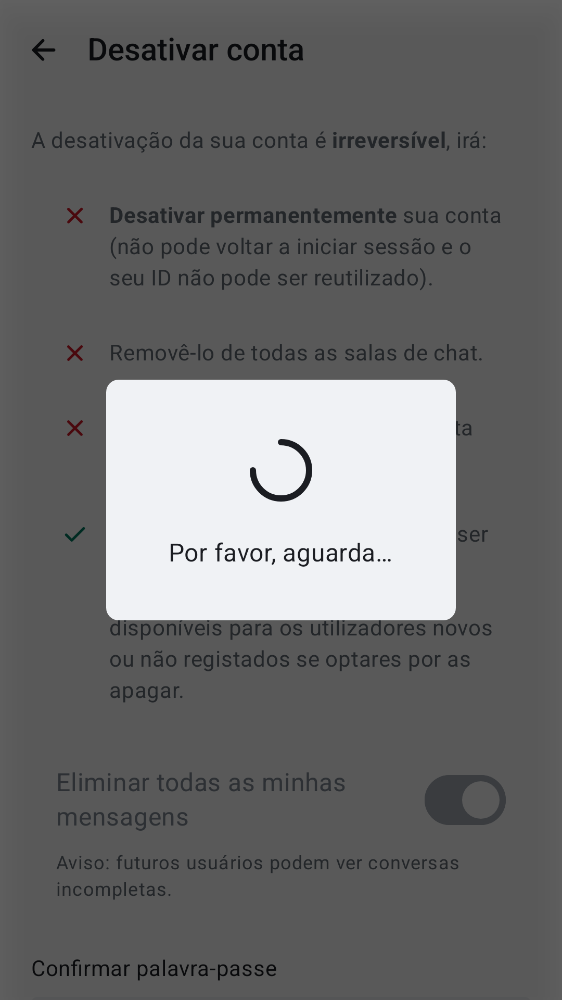 Desativar conta
A desativação da sua conta é irreversível, irá:
Desativar permanentemente sua conta
(não pode voltar a iniciar sessão e o
seu ID não pode ser reutilizado).
Removê-lo de todas as salas de chat.
ta
ser
Por favor, aguarda...
disponíveis para os utilizadores novos
ou não registados se optares por as
apagar.
Eliminar todas as minhas
mensagens
Aviso: futuros usuários podem ver conversas
incompletas.
Confirmar palavra-passe